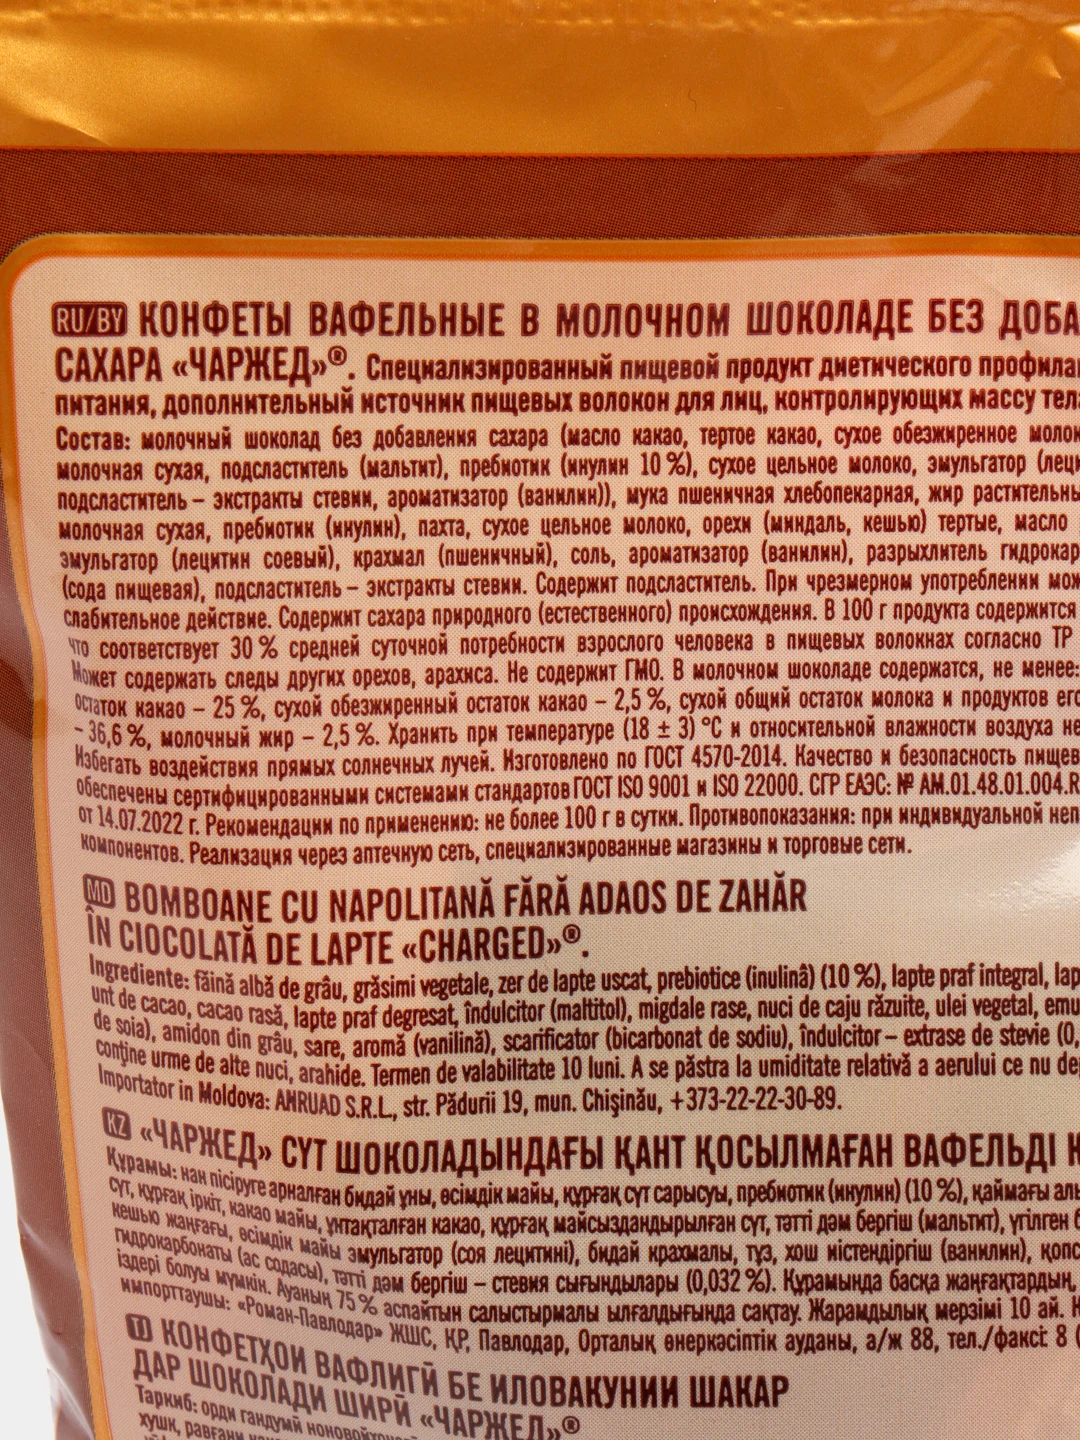 RU/BY КОНФЕТЫ ВАФЕЛЬНЫЕ В МОЛОЧНОМ ШОКОЛАДЕ БЕЗ ДОБА
САХАРА «ЧАРЖЕД»®. Специализированный пищевой продукт диетического профила
питания, дополнительный источник пищевых волокон для лиц, контролирующих массу тела
Состав: молочный шоколад без добавления сахара (масло какао, тертое какао, сухое обезжиренное молок
молочная сухая, подсластитель (мальтит), пребиотик (инулин 10 %), сухое цельное молоко, эмульгатор (леци
подсластитель – экстракты стевии, ароматизатор (ванилин)), мука пшеничная хлебопекарная, жир растительны
молочная сухая, пребиотик (инулин), пахта, сухое цельное молоко, орехи (миндаль, кешью) тертые, масло
эмульгатор (лецитин соевый), крахмал (пшеничный), соль, ароматизатор (ванилин), разрыхлитель гидрокар
(сода пищевая), подсластитель – экстракты стевии. Содержит подсластитель. При чрезмерном употреблении мож
слабительное действие. Содержит сахара природного (естественного) происхождения. В 100 г продукта содержится
что соответствует 30 % средней суточной потребности взрослого человека в пищевых волокнах согласно ТР
Может содержать следы других орехов, арахиса. Не содержит ГМО. В молочном шоколаде содержатся, не менее:
остаток какао – 25 %, сухой обезжиренный остаток какао – 2,5 %, сухой общий остаток молока и продуктов его
– 36,6 %, молочный жир – 2,5 %. Хранить при температуре (18 ± 3) °С и относительной влажности воздуха не
Избегать воздействия прямых солнечных лучей. Изготовлено по ГОСТ 4570-2014. Качество и безопасность пищев
обеспечены сертифицированными системами стандартов ГОСТ ISO 9001 и ISO 22000. СГР ЕАЭС: № AM.01.48.01.004.R
от 14.07.2022 г. Рекомендации по применению: не более 100 г в сутки. Противопоказания: при индивидуальной неп
компонентов. Реализация через аптечную сеть, специализированные магазины и торговые сети.
MD BOMBOANE CU NAPOLITANĂ FĂRĂ ADAOS DE ZAHĂR
ÎN CIOCOLATĂ DE LAPTE «CHARGED»®.
Ingrediente: făină albă de grâu, grăsimi vegetale, zer de lapte uscat, prebiotice (inulină) (10 %), lapte praf integral, lap
unt de cacao, cacao rasă, lapte praf degresat, îndulcitor (maltitol), migdale rase, nuci de caju răzuite, ulei vegetal, emu
de soia), amidon din grâu, sare, aromă (vanilină), scarificator (bicarbonat de sodiu), îndulcitor – extrase de stevie (0,
conține urme de alte nuci, arahide. Termen de valabilitate 10 luni. A se păstra la umiditate relativă a aerului ce nu de
Importator in Moldova: AHRUAD S.R.L., str. Pădurii 19, mun. Chişinău, +373-22-22-30-89.
KZ «ЧАРЖЕД» СҮТ ШОКОЛАДЫНДАҒЫ ҚАНТ ҚОСЫЛМАҒАН ВАФЕЛЬДІ К
Құрамы: нан пісіруге арналған бидай ұны, өсімдік майы, құрғақ сүт сарысуы, пребиотик (инулин) (10 %), қаймағы алы
сүт, құрғақ іркіт, какао майы, ұнтақталған какао, құрғақ майсыздандырылған сүт, тәтті дәм бергіш (мальтит), үгілген б
кешью жаңғағы, өсімдік майы эмульгатор (соя лецитині), бидай крахмалы, тұз, хош иістендіргіш (ванилин), қопс
гидрокарбонаты (ас содасы), тәтті дәм бергіш – стевия сығындылары (0,032 %). Құрамында басқа жаңғақтардың,
іздері болуы мүмкін. Ауаның 75 % аспайтын салыстырмалы ылғалдығында сақтау. Жарамдылық мерзімі 10 ай. К
импорттаушы: «Роман-Павлодар» ЖШС, ҚР, Павлодар, Орталық өнеркәсіптік ауданы, а/ж 88, тел./факсі: 8 (
TJ КОНФЕТҲОИ ВАФЛИГӢ БЕ ИЛОВАКУНИИ ШАКАР
ДАР ШОКОЛАДИ ШИРӢ «ЧАРЖЕД»®
Таркиб: орди гандумӣ
хушк, равғани